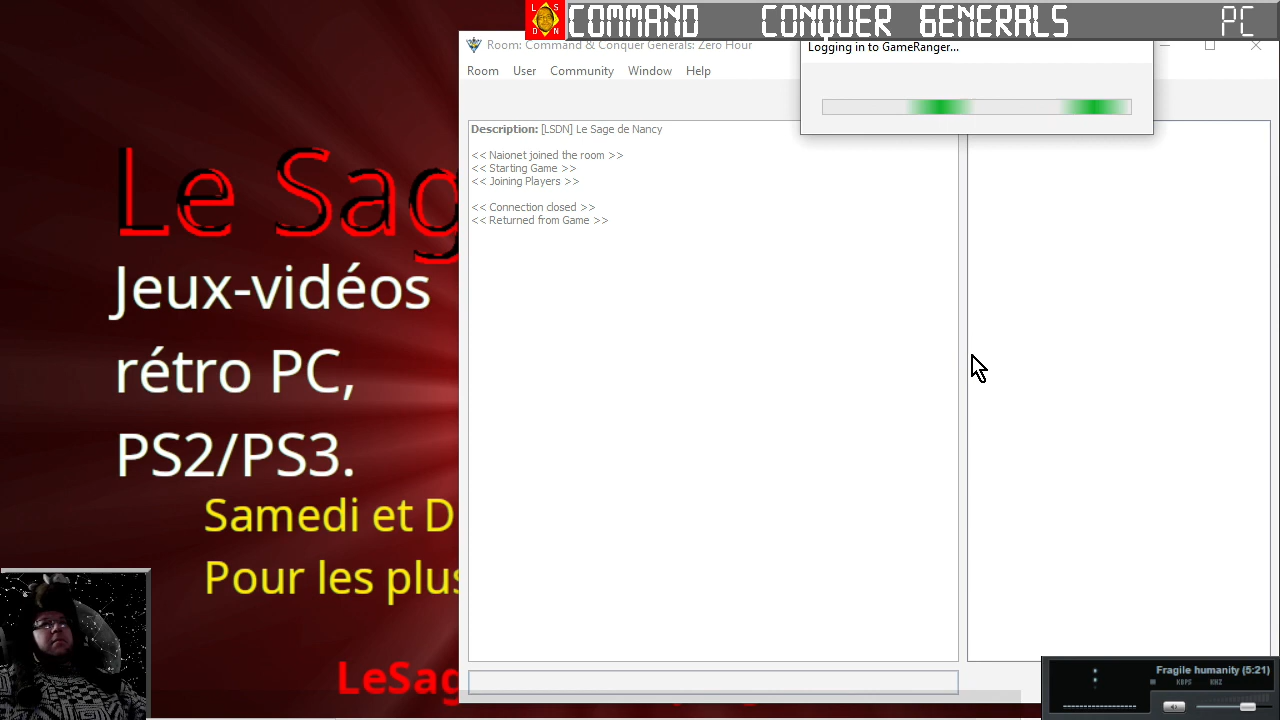 LSDN
COMMAND CONQUER GENERALS PC
Room: Command & Conquer Generals: Zero Hour
Logging in to GameRanger...
Room User Community Window Help
Description: [LSDN] Le Sage de Nancy
<< Naionet joined the room >>
<< Starting Game >>
<< Joining Players >>
<< Connection closed >>
<< Returned from Game >>
Le Sag
Jeux-vidéos
rétro PC,
PS2/PS3.
Samedi et D
Pour les plus
LeSag
Fragile humanity (5:21)
KBPS KHZ